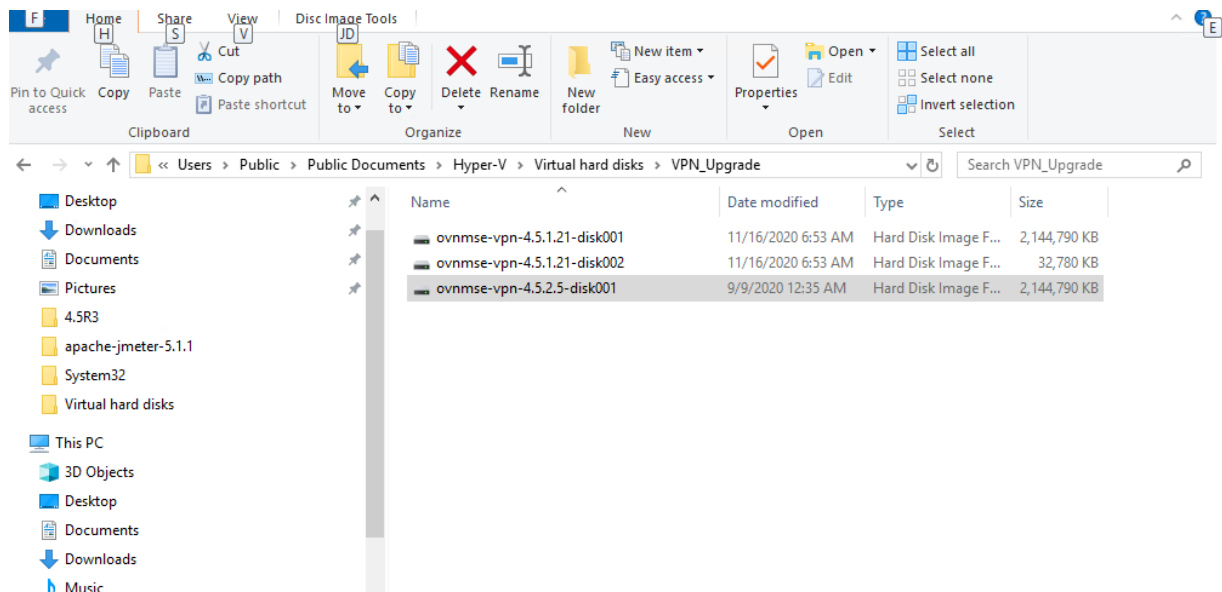 F Home Share View Disc Image Tools
H S V JD E
Pin to Quick access
Copy
Paste
Cut
Copy path
Paste shortcut
Move to
Copy to
Delete
Rename
New folder
New item
Easy access
Properties
Open
Edit
Select all
Select none
Invert selection
Clipboard Organize New Open Select
« Users > Public > Public Documents > Hyper-V > Virtual hard disks > VPN_Upgrade
Search VPN_Upgrade
Desktop
Downloads
Documents
Pictures
4.5R3
apache-jmeter-5.1.1
System32
Virtual hard disks
This PC
3D Objects
Desktop
Documents
Downloads
Music
Name Date modified Type Size
ovnmse-vpn-4.5.1.21-disk001 11/16/2020 6:53 AM Hard Disk Image F... 2,144,790 KB
ovnmse-vpn-4.5.1.21-disk002 11/16/2020 6:53 AM Hard Disk Image F... 32,780 KB
ovnmse-vpn-4.5.2.5-disk001 9/9/2020 12:35 AM Hard Disk Image F... 2,144,790 KB